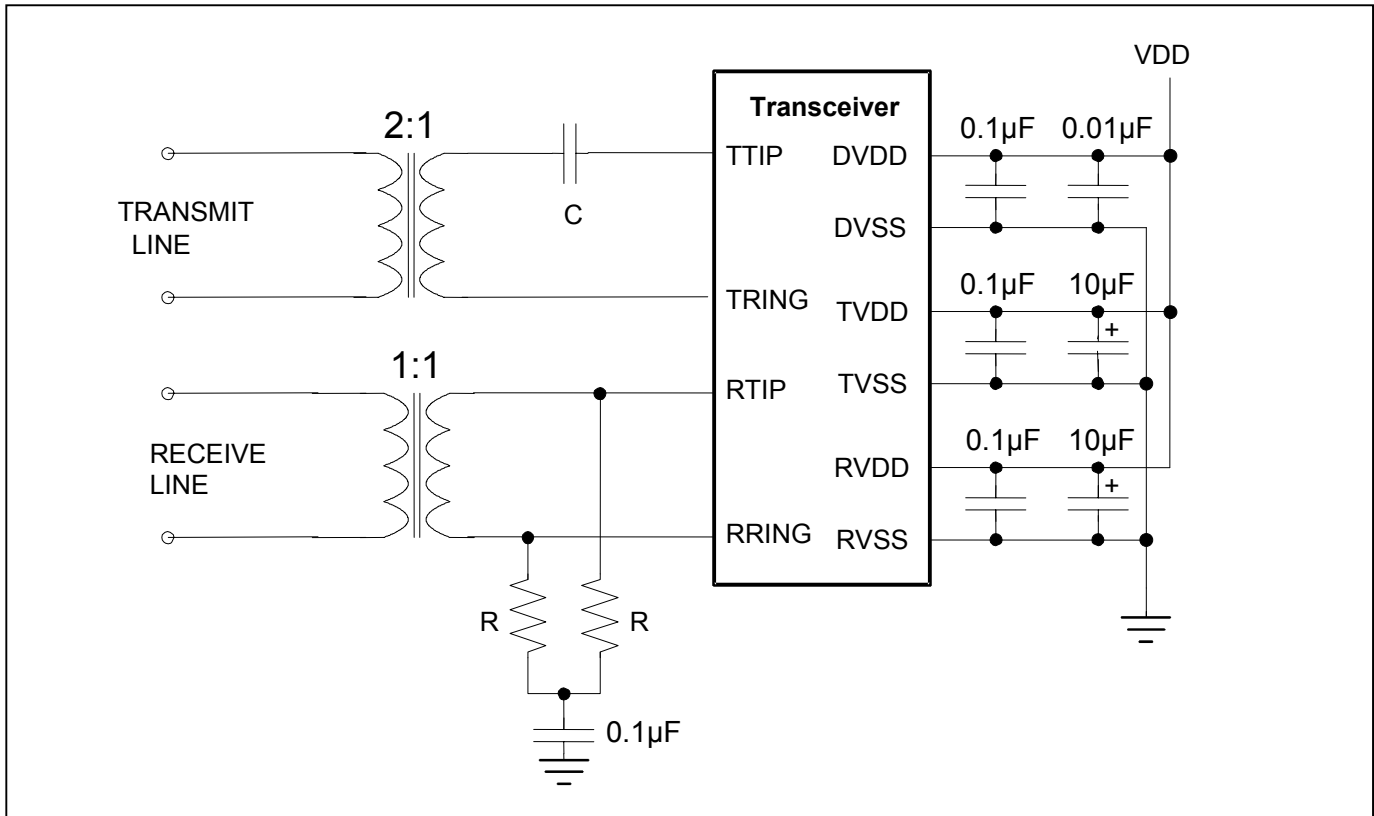 VDD
Transceiver
2:1
0.1µF
0.01µF
TTIP
DVDD
TRANSMIT
LINE
C
DVSS
0.1µF
10µF
TRING
TVDD
+
1:1
RTIP
TVSS
0.1µF
10µF
RECEIVE
LINE
RVDD
+
RRING
RVSS
R
R
0.1µF